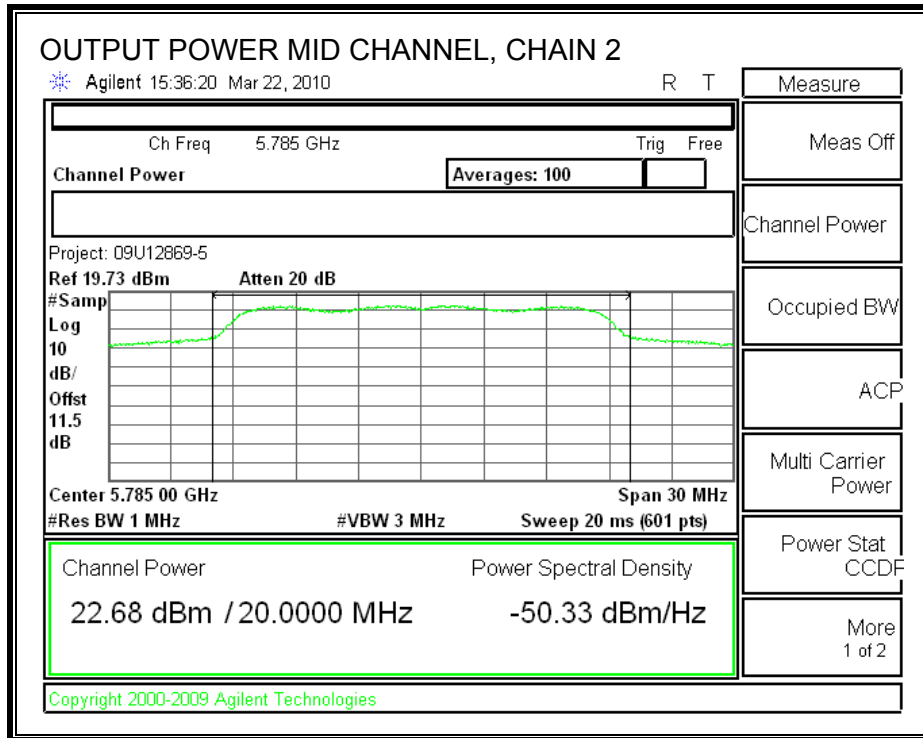 OUTPUT POWER MID CHANNEL, CHAIN 2
Agilent 15:36:20 Mar 22, 2010 R T
Measure
Ch Freq 5.785 GHz Trig Free
Meas Off
Channel Power Averages: 100
Channel Power
Project: 09U12869-5
Ref 19.73 dBm Atten 20 dB
#Samp
Log
10
dB/
Offst
11.5
dB
Occupied BW
ACP
Multi Carrier
Power
Center 5.785 00 GHz Span 30 MHz
#Res BW 1 MHz #VBW 3 MHz Sweep 20 ms (601 pts)
Power Stat
CCDF
Channel Power Power Spectral Density
22.68 dBm / 20.0000 MHz -50.33 dBm/Hz
More
1 of 2
Copyright 2000-2009 Agilent Technologies